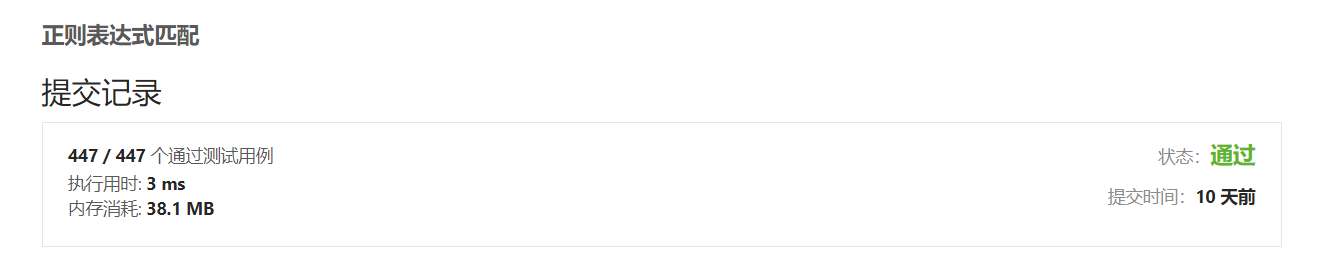 正则表达式匹配
提交记录
447 / 447 个通过测试用例
状态：通过
执行用时: 3 ms
提交时间：10 天前
内存消耗: 38.1 MB